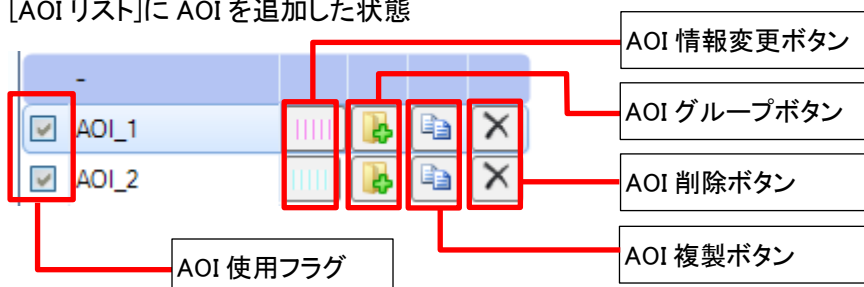 [AOIリスト]に AOI を追加した状態
AOI 情報変更ボタン
-
AOI_1
AOI グループボタン
AOI_2
AOI 削除ボタン
AOI 複製ボタン
AOI 使用フラグ